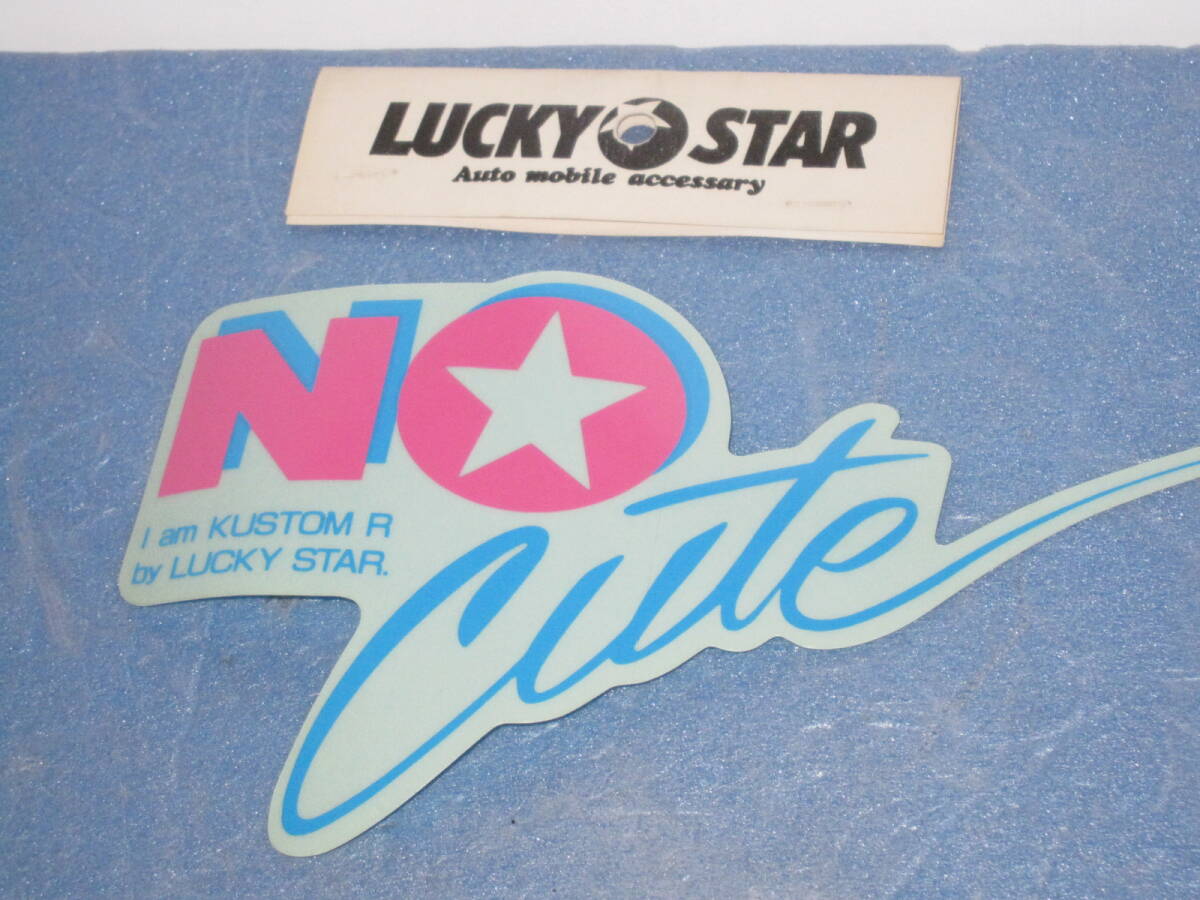 LUCKY STAR
Auto mobile accessary
NO
cute
I am KUSTOM R
by LUCKY STAR.